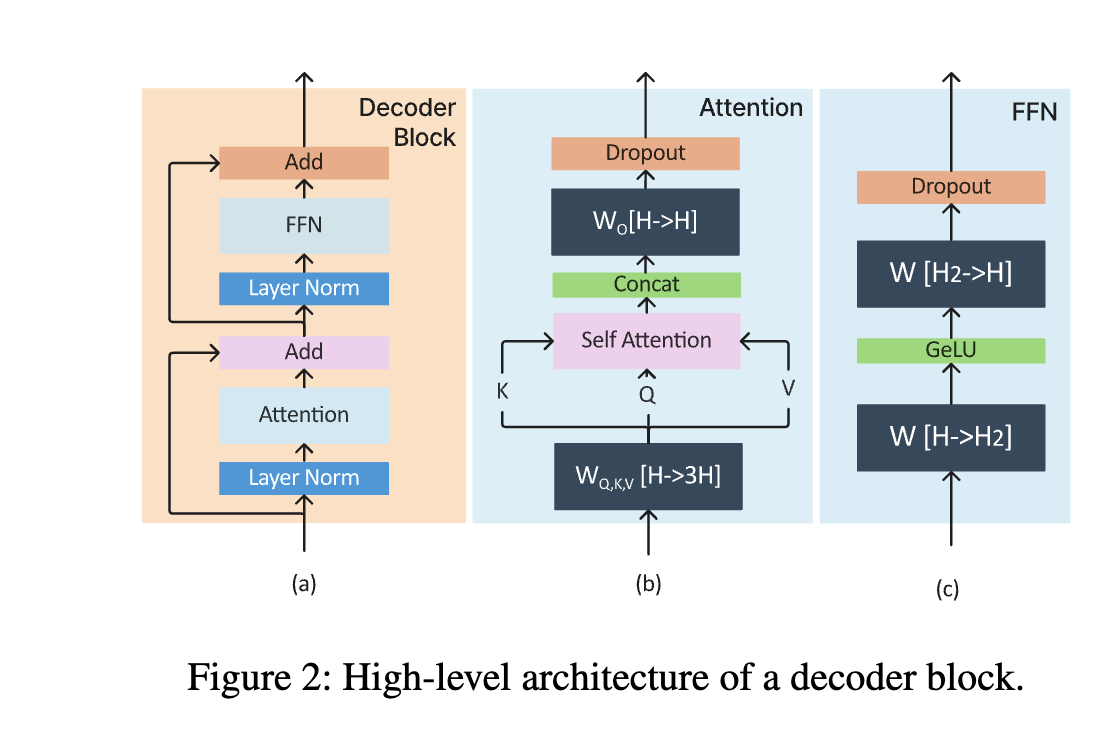 Decoder
Block
Add
FFN
Layer Norm
Add
Attention
Layer Norm
(a)
Attention
Dropout
W_O[H->H]
Concat
Self Attention
K
Q
V
W_Q,K,V [H->3H]
(b)
FFN
Dropout
W [H2->H]
GeLU
W [H->H2]
(c)
Figure 2: High-level architecture of a decoder block.